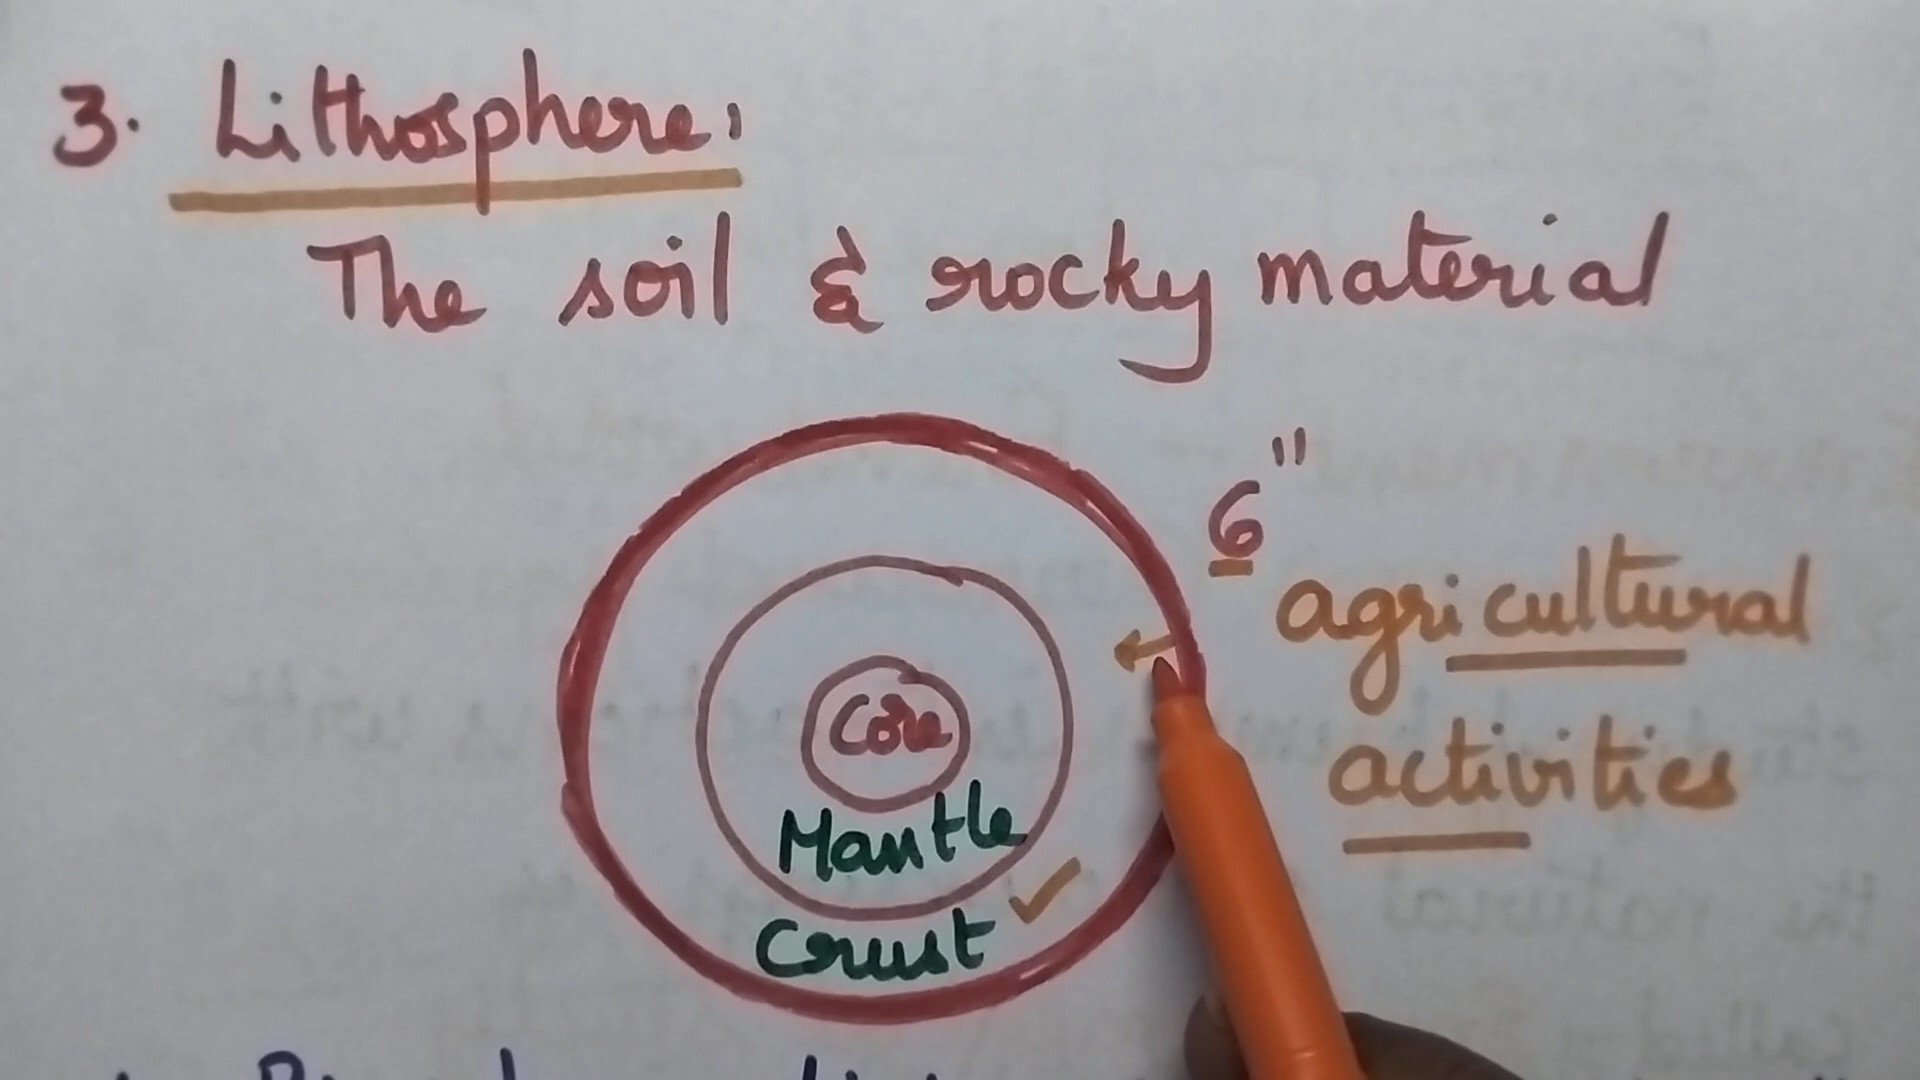 3. Lithosphere:
The soil & rocky material
6"
agricultural
activities
Core
Mantle
Crust